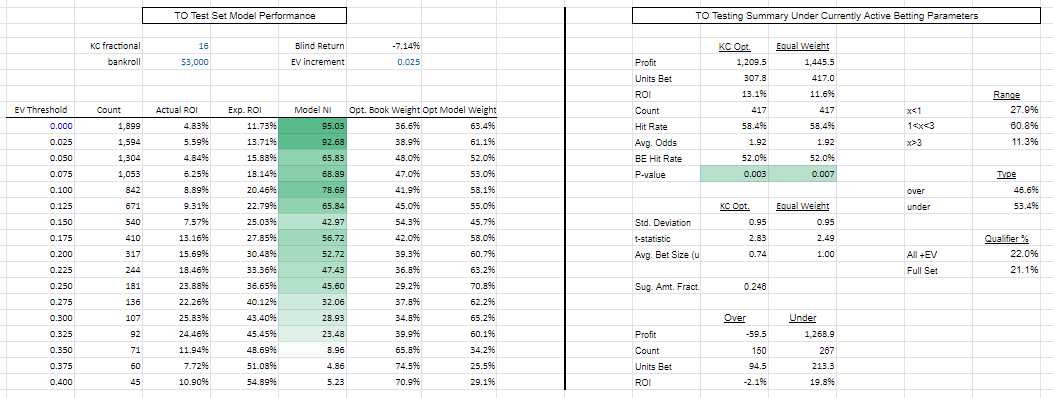 TO Test Set Model Performance
KC fractional 16 Blind Return -7.14%
bankroll $3,000 EV increment 0.025
EV Threshold Count Actual ROI Exp. ROI Model NI Opt. Book Weight Opt Model Weight
0.000 1,899 4.83% 11.73% 95.03 36.6% 63.4%
0.025 1,594 5.59% 13.71% 92.68 38.9% 61.1%
0.050 1,304 4.84% 15.88% 65.83 48.0% 52.0%
0.075 1,053 6.25% 18.14% 68.89 47.0% 53.0%
0.100 842 8.89% 20.46% 78.69 41.9% 58.1%
0.125 671 9.31% 22.79% 65.84 45.0% 55.0%
0.150 540 7.57% 25.03% 42.97 54.3% 45.7%
0.175 410 13.16% 27.85% 56.72 42.0% 58.0%
0.200 317 15.69% 30.48% 52.72 39.3% 60.7%
0.225 244 18.46% 33.36% 47.43 36.8% 63.2%
0.250 181 23.88% 36.65% 45.60 29.2% 70.8%
0.275 136 22.26% 40.12% 32.06 37.8% 62.2%
0.300 107 25.83% 43.40% 28.93 34.8% 65.2%
0.325 92 24.46% 45.45% 23.48 39.9% 60.1%
0.350 71 11.94% 48.69% 8.96 65.8% 34.2%
0.375 60 7.72% 51.08% 4.86 74.5% 25.5%
0.400 45 10.90% 54.89% 5.23 70.9% 29.1%
TO Testing Summary Under Currently Active Betting Parameters
KC Opt. Equal Weight
Profit 1,209.5 1,445.5
Units Bet 307.8 417.0
ROI 13.1% 11.6%
Count 417 417
Hit Rate 58.4% 58.4%
Avg. Odds 1.92 1.92
BE Hit Rate 52.0% 52.0%
P-value 0.003 0.007
KC Opt. Equal Weight
Std. Deviation 0.95 0.95
t-statistic 2.83 2.49
Avg. Bet Size (u 0.74 1.00
Sug. Amt. Fract. 0.246
Over Under
Profit -59.5 1,268.9
Count 150 267
Units Bet 94.5 213.3
ROI -2.1% 19.8%
Range
x<1 27.9%
1<x<3 60.8%
x>3 11.3%
Type
over 46.6%
under 53.4%
Qualifier %
All +EV 22.0%
Full Set 21.1%